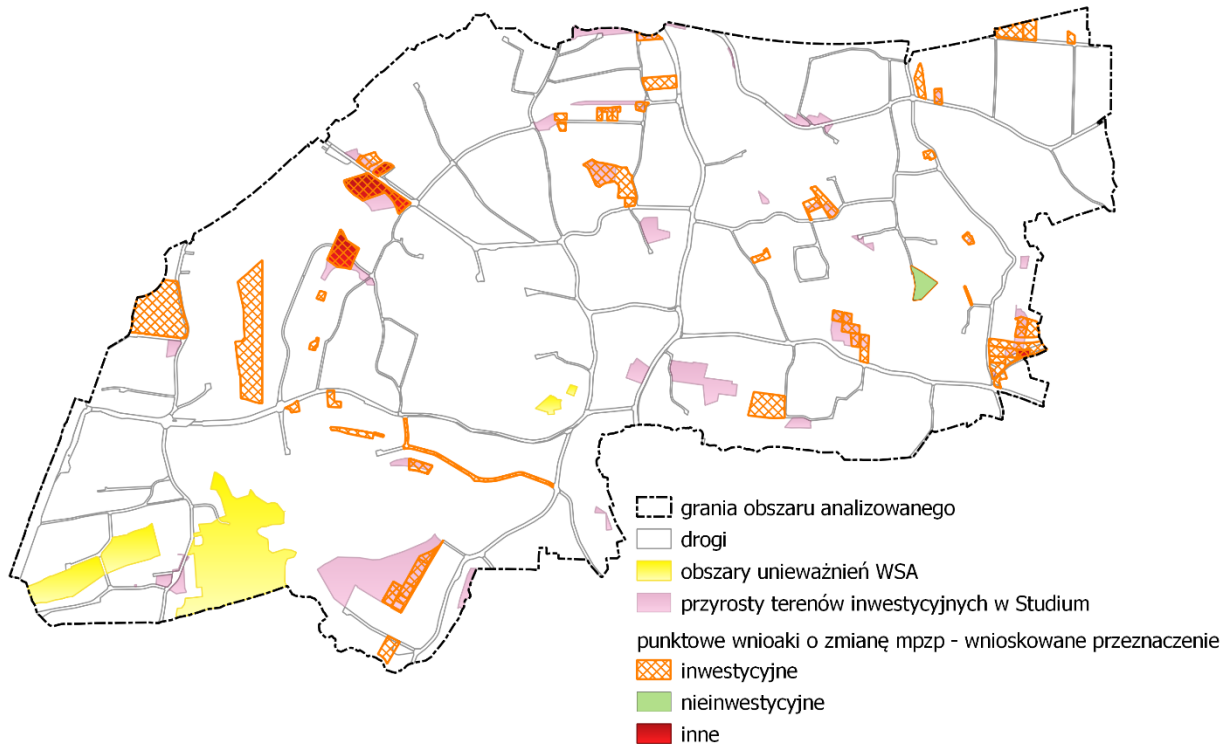 grania obszaru analizowanego
drogi
obszary unieważnień WSA
przyrosty terenów inwestycyjnych w Studium
punktowe wnioaki o zmianę mpzp - wnioskowane przeznaczenie
inwestycyjne
nieinwestycyjne
inne